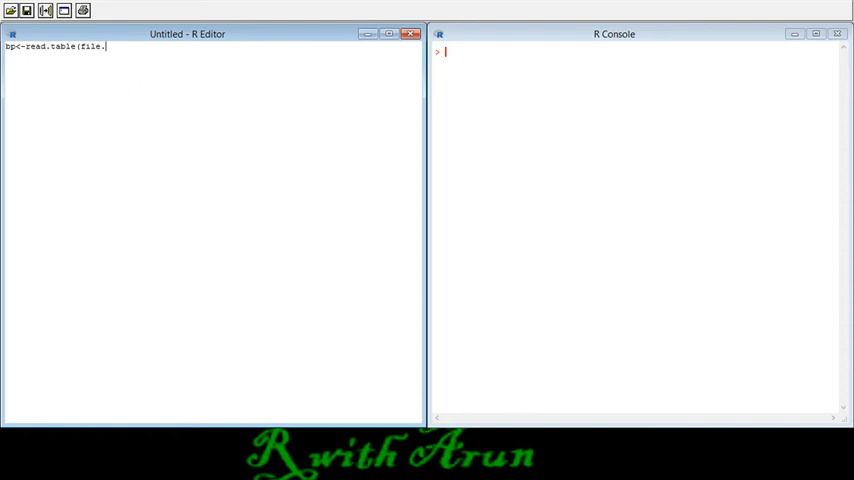 Untitled - R Editor
bp<-read.table(file.
R Console
>
R with Arun